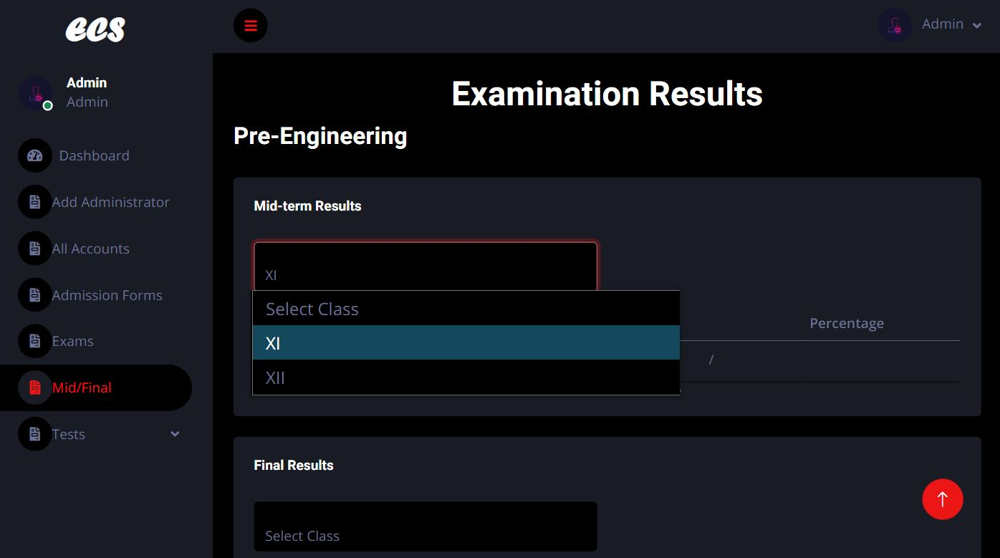 ECS
Admin
Admin
Admin
Dashboard
Add Administrator
All Accounts
Admission Forms
Exams
Mid/Final
Tests
Examination Results
Pre-Engineering
Mid-term Results
XI
Select Class
XI
XII
Percentage
/
Final Results
Select Class